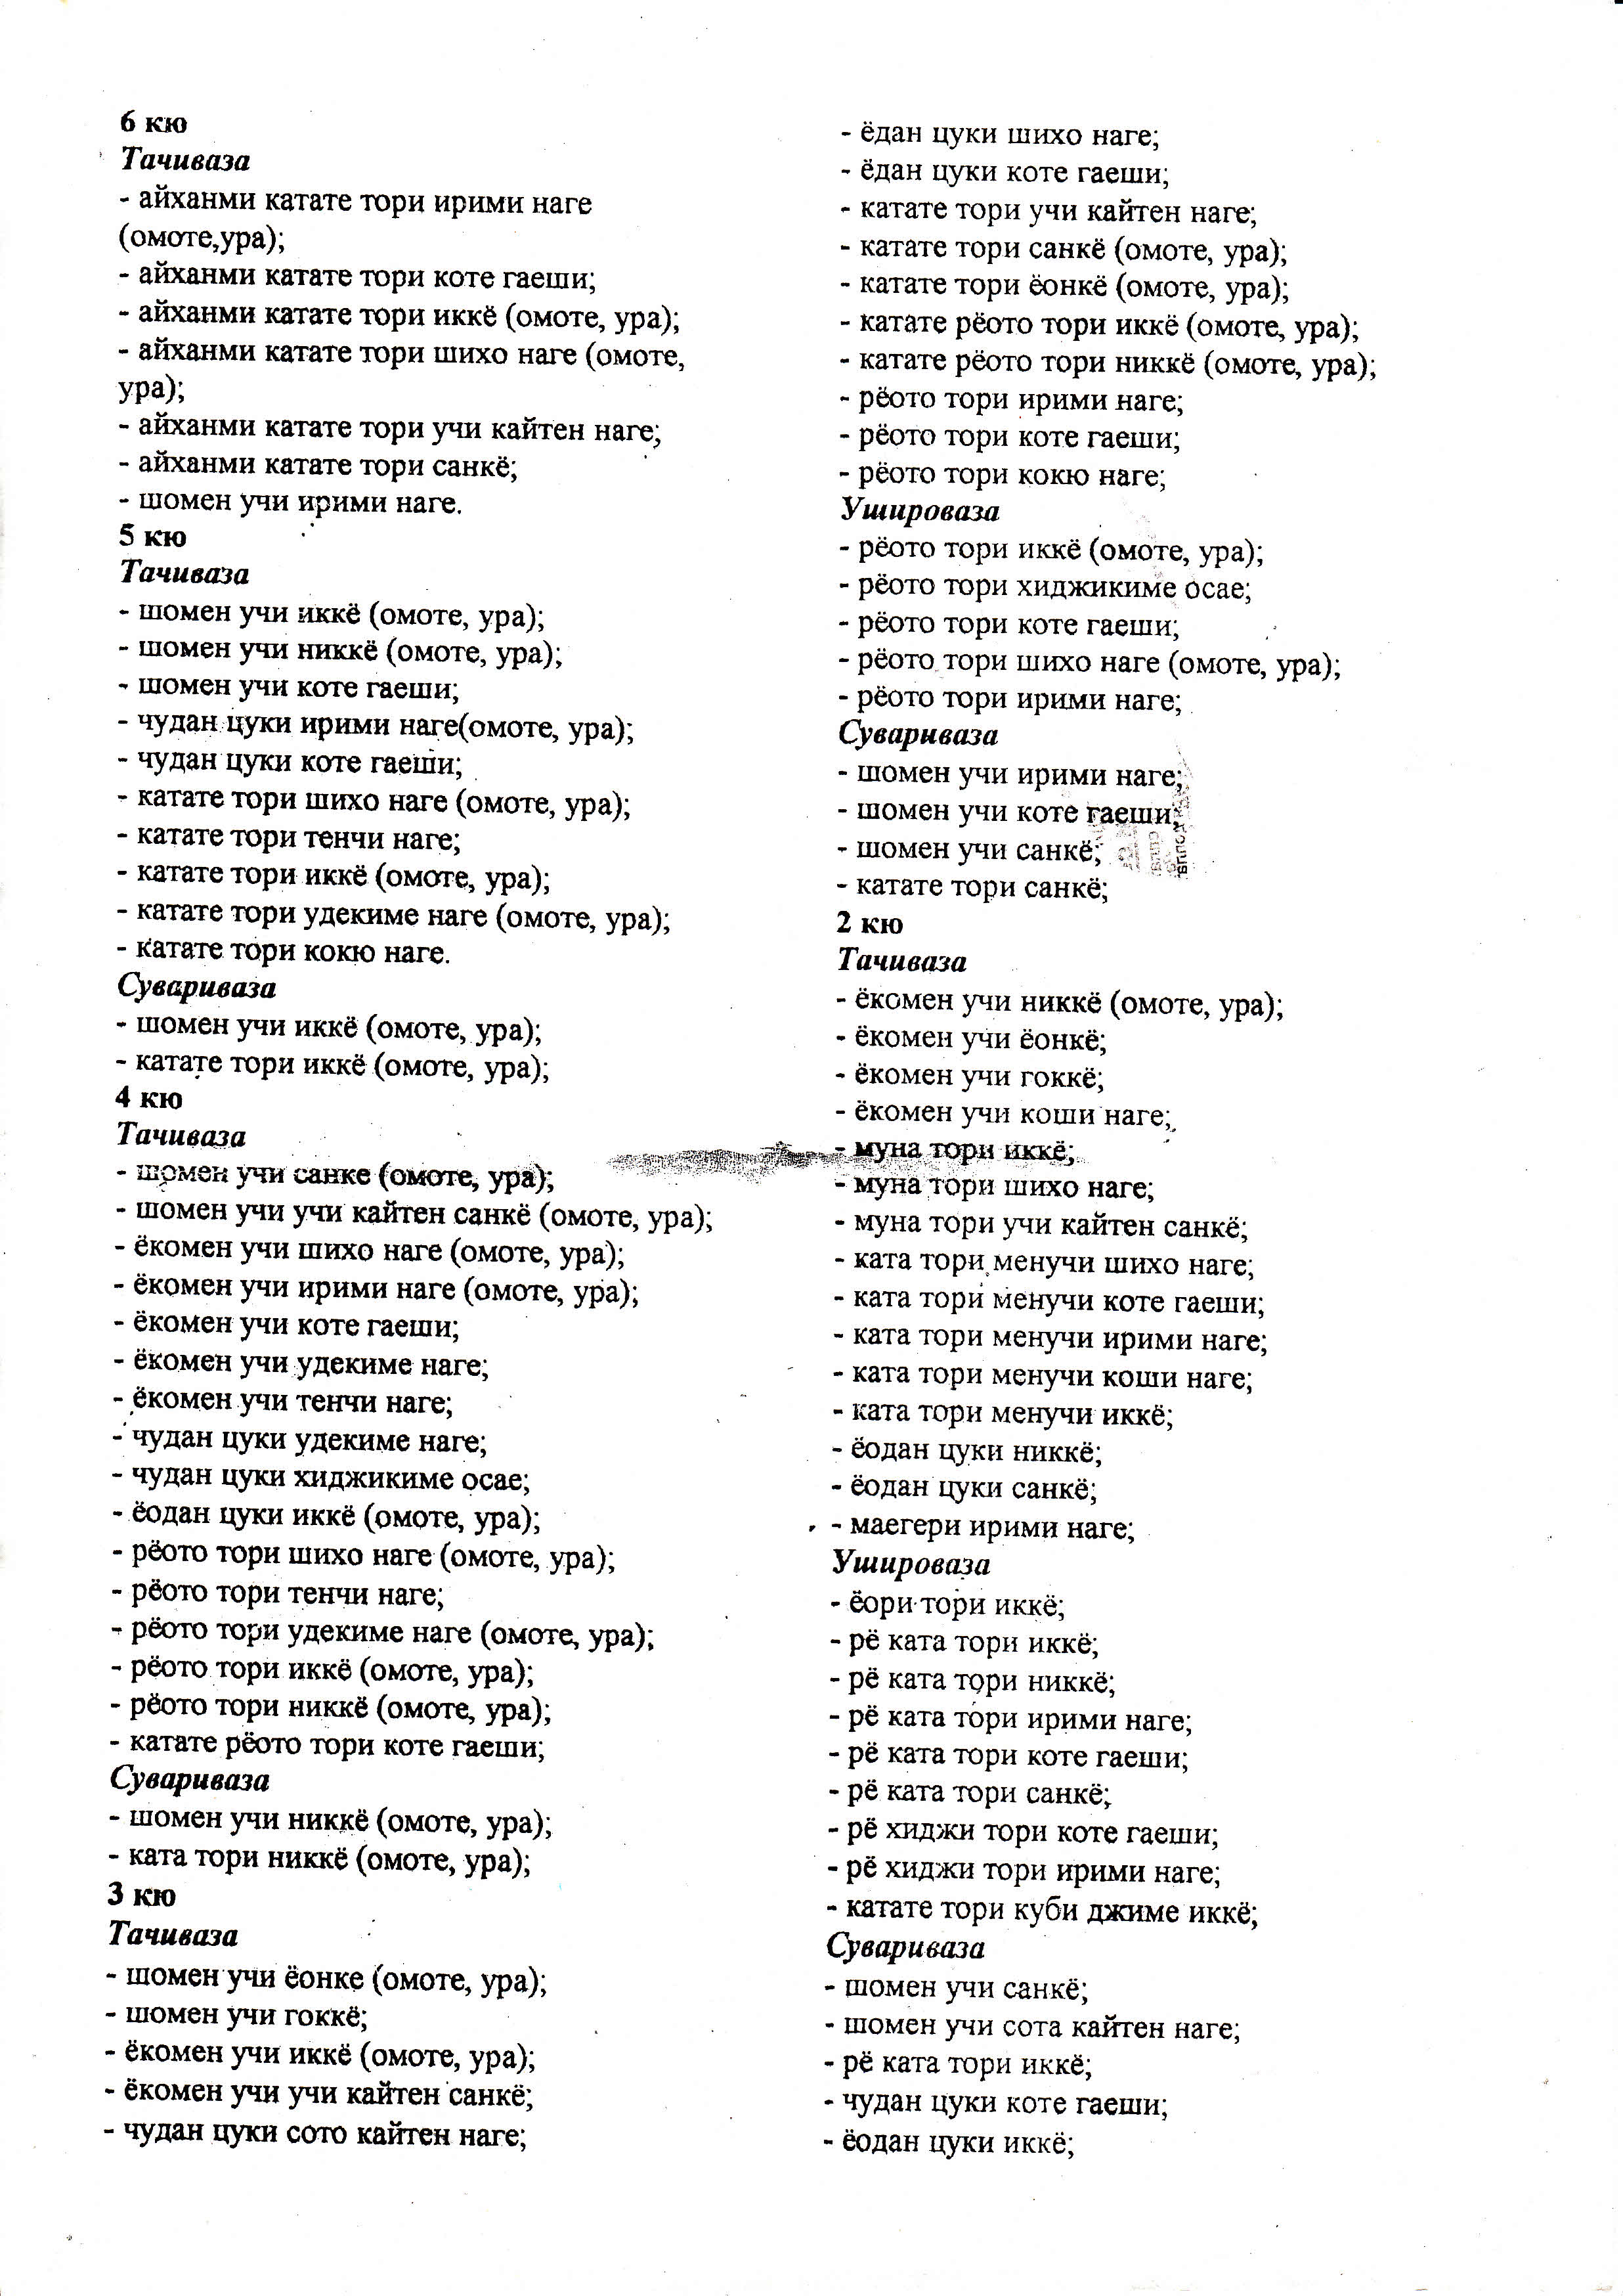 6 кю
Тачиваза
- айханми катате тори ирими наге
(омоте,ура);
- айханми катате тори коте гаеши;
- айханми катате тори иккё (омоте, ура);
- айханми катате тори шихо наге (омоте,
ура);
- айханми катате тори учи кайтен наге;
- айханми катате тори санкё;
- шомен учи ирими наге.
5 кю
Тачиваза
- шомен учи иккё (омоте, ура);
- шомен учи никкё (омоте, ура);
- шомен учи коте гаеши;
- чудан цуки ирими наге(омоте, ура);
- чудан цуки коте гаеши;
- катате тори шихо наге (омоте, ура);
- катате тори тенчи наге;
- катате тори иккё (омоте, ура);
- катате тори удекиме наге (омоте, ура);
- катате тори кокю наге.
Сувариваза
- шомен учи иккё (омоте, ура);
- катате тори иккё (омоте, ура);
4 кю
Тачиваза
- шомен учи санке (омоте, ура);
- шомен учи учи кайтен санкё (омоте, ура);
- ёкомен учи шихо наге (омоте, ура);
- ёкомен учи ирими наге (омоте, ура);
- ёкомен учи коте гаеши;
- ёкомен учи удекиме наге;
- ёкомен учи тенчи наге;
- чудан цуки удекиме наге;
- чудан цуки хиджикиме осае;
- ёодан цуки иккё (омоте, ура);
- рёото тори шихо наге (омоте, ура);
- рёото тори тенчи наге;
- рёото тори удекиме наге (омоте, ура);
- рёото тори иккё (омоте, ура);
- рёото тори никкё (омоте, ура);
- катате рёото тори коте гаеши;
Сувариваза
- шомен учи никкё (омоте, ура);
- ката тори никкё (омоте, ура);
3 кю
Тачиваза
- шомен учи ёонке (омоте, ура);
- шомен учи гоккё;
- ёкомен учи иккё (омоте, ура);
- ёкомен учи учи кайтен санкё;
- чудан цуки сото кайтен наге;
- ёдан цуки шихо наге;
- ёдан цуки коте гаеши;
- катате тори учи кайтен наге;
- катате тори санкё (омоте, ура);
- катате тори ёонкё (омоте, ура);
- катате рёото тори иккё (омоте, ура);
- катате рёото тори никкё (омоте, ура);
- рёото тори ирими наге;
- рёото тори коте гаеши;
- рёото тори кокю наге;
Ушироваза
- рёото тори иккё (омоте, ура);
- рёото тори хиджикиме осае;
- рёото тори коте гаеши;
- рёото тори шихо наге (омоте, ура);
- рёото тори ирими наге;
Сувариваза
- шомен учи ирими наге;
- шомен учи коте гаеши;
- шомен учи санкё;
- катате тори санкё;
2 кю
Тачиваза
- ёкомен учи никкё (омоте, ура);
- ёкомен учи ёонкё;
- ёкомен учи гоккё;
- ёкомен учи коши наге;
- муна тори иккё;
- муна тори шихо наге;
- муна тори учи кайтен санкё;
- ката тори менучи шихо наге;
- ката тори менучи коте гаеши;
- ката тори менучи ирими наге;
- ката тори менучи коши наге;
- ката тори менучи иккё;
- ёодан цуки никкё;
- ёодан цуки санкё;
- маегери ирими наге;
Ушироваза
- ёори тори иккё;
- рё ката тори иккё;
- рё ката тори никкё;
- рё ката тори ирими наге;
- рё ката тори коте гаеши;
- рё ката тори санкё;
- рё хиджи тори коте гаеши;
- рё хиджи тори ирими наге;
- катате тори куби джиме иккё;
Сувариваза
- шомен учи санкё;
- шомен учи сота кайтен наге;
- рё ката тори иккё;
- чудан цуки коте гаеши;
- ёодан цуки иккё;